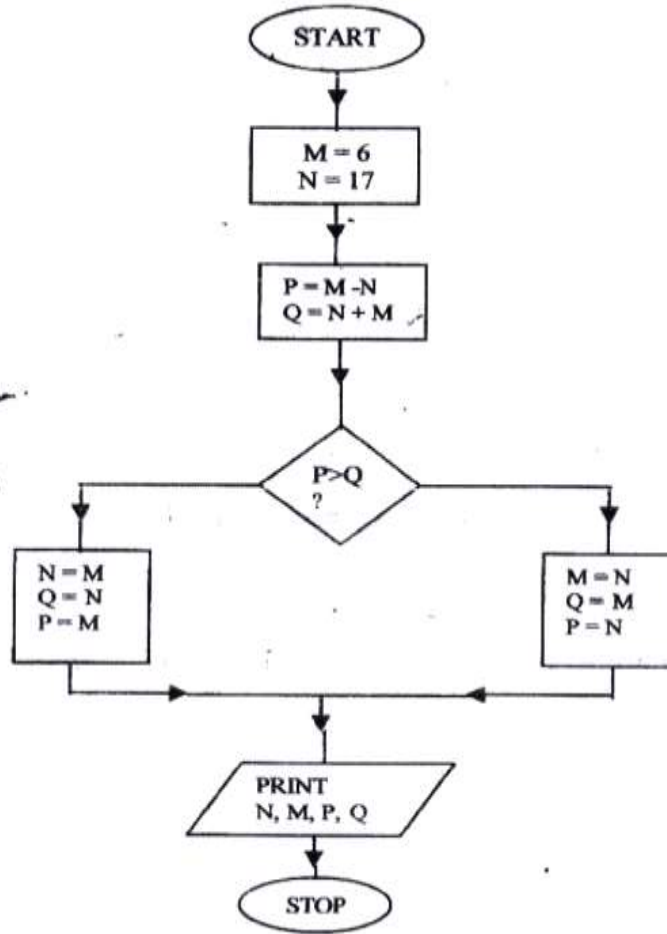 START
M = 6
N = 17
P = M -N
Q = N + M
P>Q
?
N = M
Q = N
P = M
M = N
Q = M
P = N
PRINT
N, M, P, Q
STOP